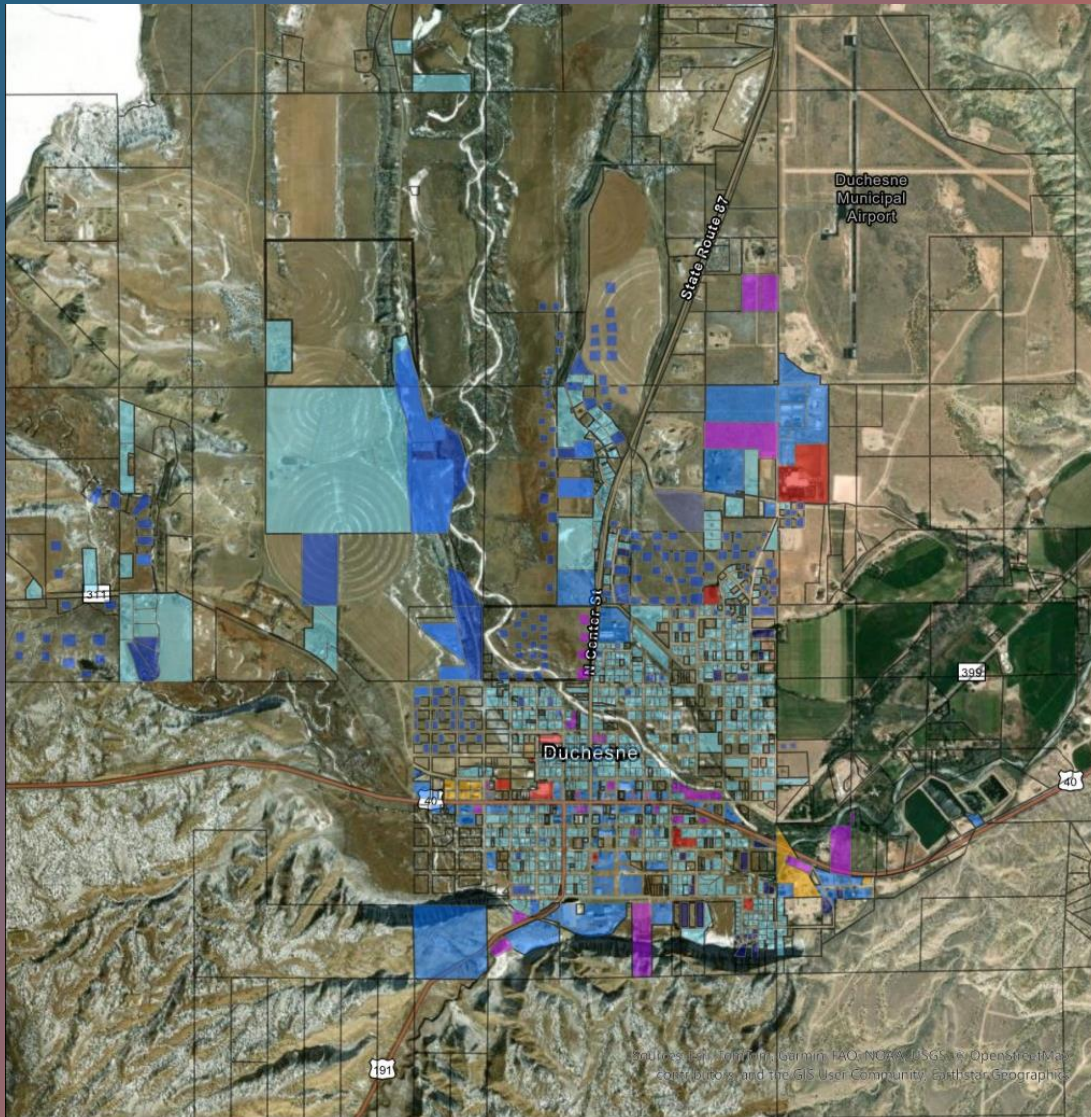 Duchesne
Municipal
Airport
State Route 87
311
N Center St
399
Duchesne
40
40
191
Sources: Esri, TomTom, Garmin, FAO, NOAA, USGS, © OpenStreetMap
contributors, and the GIS User Community, Earthstar Geographics